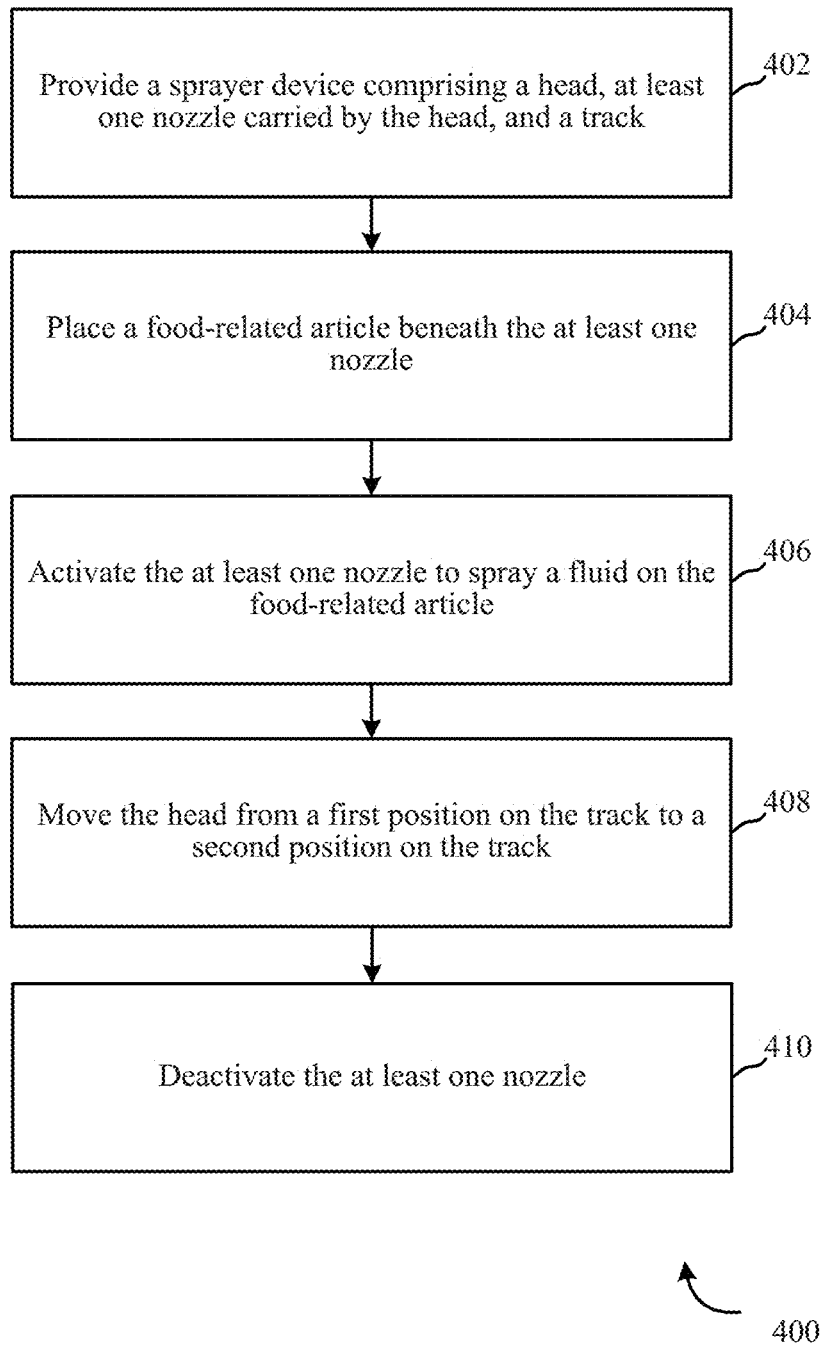 Provide a sprayer device comprising a head, at least
one nozzle carried by the head, and a track
402
Place a food-related article beneath the at least one
nozzle
404
Activate the at least one nozzle to spray a fluid on the
food-related article
406
Move the head from a first position on the track to a
second position on the track
408
Deactivate the at least one nozzle
410
400